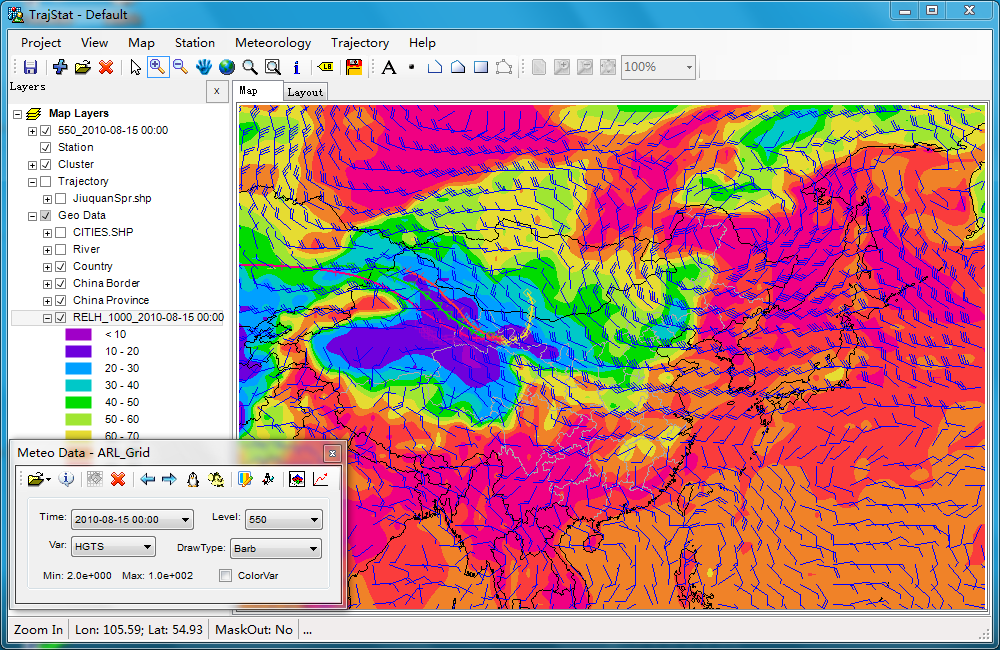 TrajStat - Default
Project View Map Station Meteorology Trajectory Help
LB
A
100%
Layers
x
Map Layout
Map Layers
550_2010-08-15 00:00
Station
Cluster
Trajectory
JiuquanSpr.shp
Geo Data
CITIES.SHP
River
Country
China Border
China Province
RELH_1000_2010-08-15 00:00
< 10
10 - 20
20 - 30
30 - 40
40 - 50
50 - 60
60 - 70
Meteo Data - ARL_Grid
Time: 2010-08-15 00:00 Level: 550
Var: HGTS DrawType: Barb
Min: 2.0e+000 Max: 1.0e+002 ColorVar
Zoom In Lon: 105.59; Lat: 54.93 MaskOut: No ...